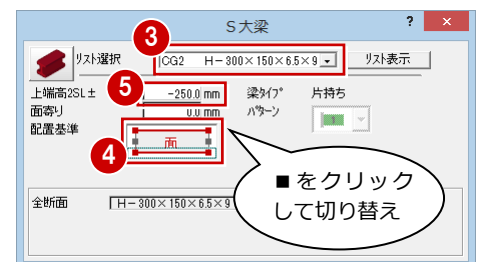 S大梁
?
×
3
リスト選択
CG2 H-300×150×6.5×9
リスト表示
上端高2SL±
5
-250.0 mm
梁タイプ
片持ち
面寄り
0.0 mm
パターン
1
配置基準
面
4
■をクリック
して切り替え
全断面
H-300×150×6.5×9